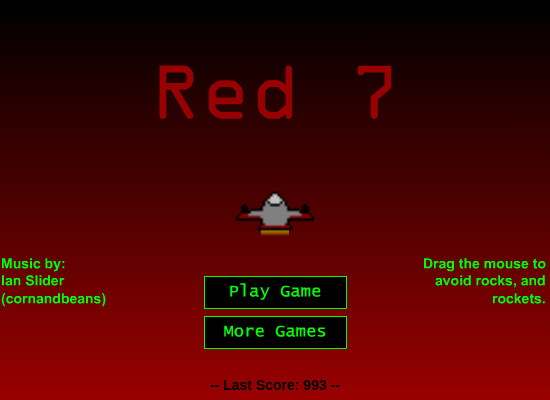 Red 7
Music by:
Ian Slider
(cornandbeans)
Drag the mouse to
avoid rocks, and
rockets.
Play Game
More Games
-- Last Score: 993 --